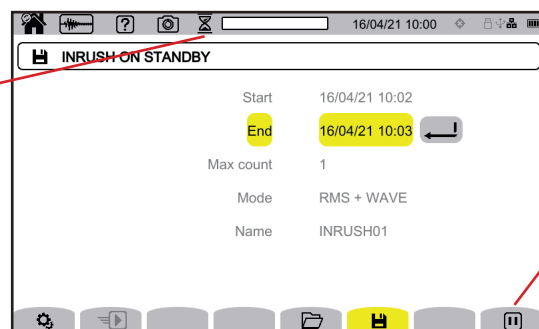 ? 16/04/21 10:00
INRUSH ON STANDBY
Start 16/04/21 10:02
End 16/04/21 10:03
Max count 1
Mode RMS + WAVE
Name INRUSH01